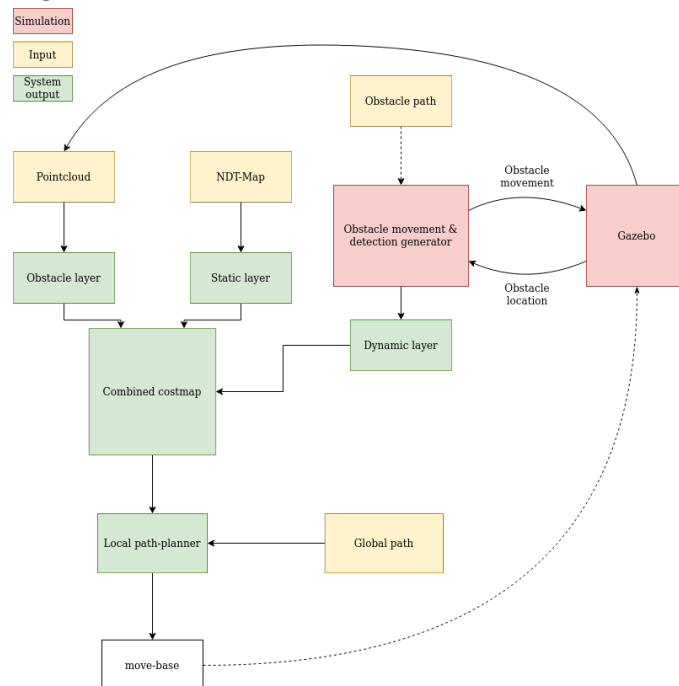 Simulation
Input
System
output
Obstacle path
Pointcloud
NDT-Map
Obstacle
movement
Obstacle movement &
detection generator
Gazebo
Obstacle layer
Static layer
Obstacle
location
Dynamic layer
Combined costmap
Local path-planner
Global path
move-base